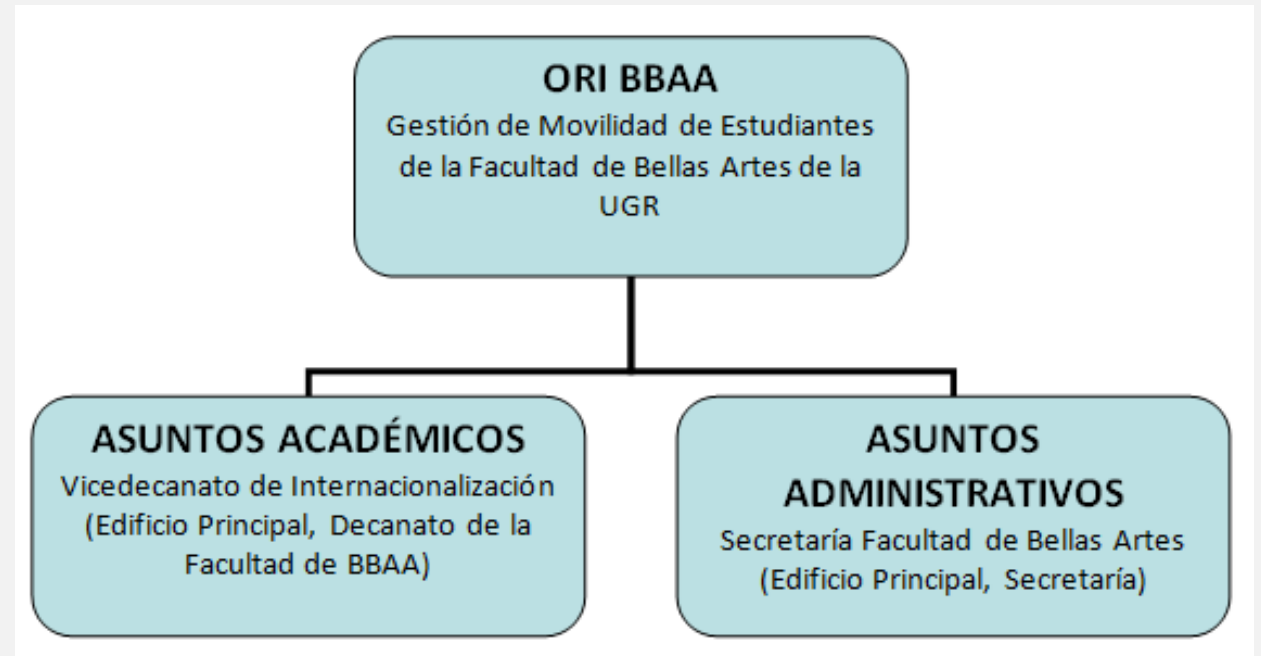 ORI BBAA
Gestión de Movilidad de Estudiantes
de la Facultad de Bellas Artes de la
UGR
ASUNTOS ACADÉMICOS
Vicedecanato de Internacionalización
(Edificio Principal, Decanato de la
Facultad de BBAA)
ASUNTOS
ADMINISTRATIVOS
Secretaría Facultad de Bellas Artes
(Edificio Principal, Secretaría)